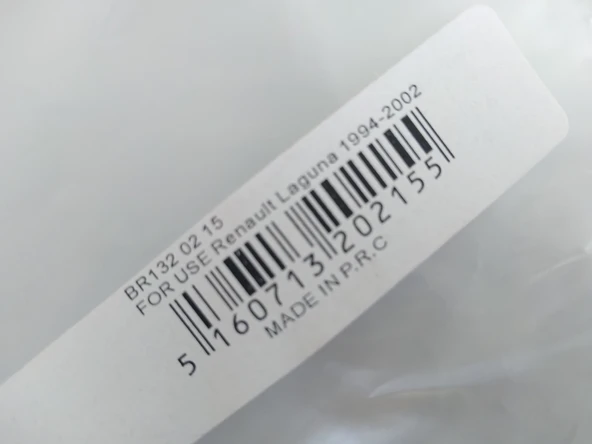 BR132 02 15
FOR USE Renault Laguna 1994-2002
5 160713 202155
MADE IN P.R.C